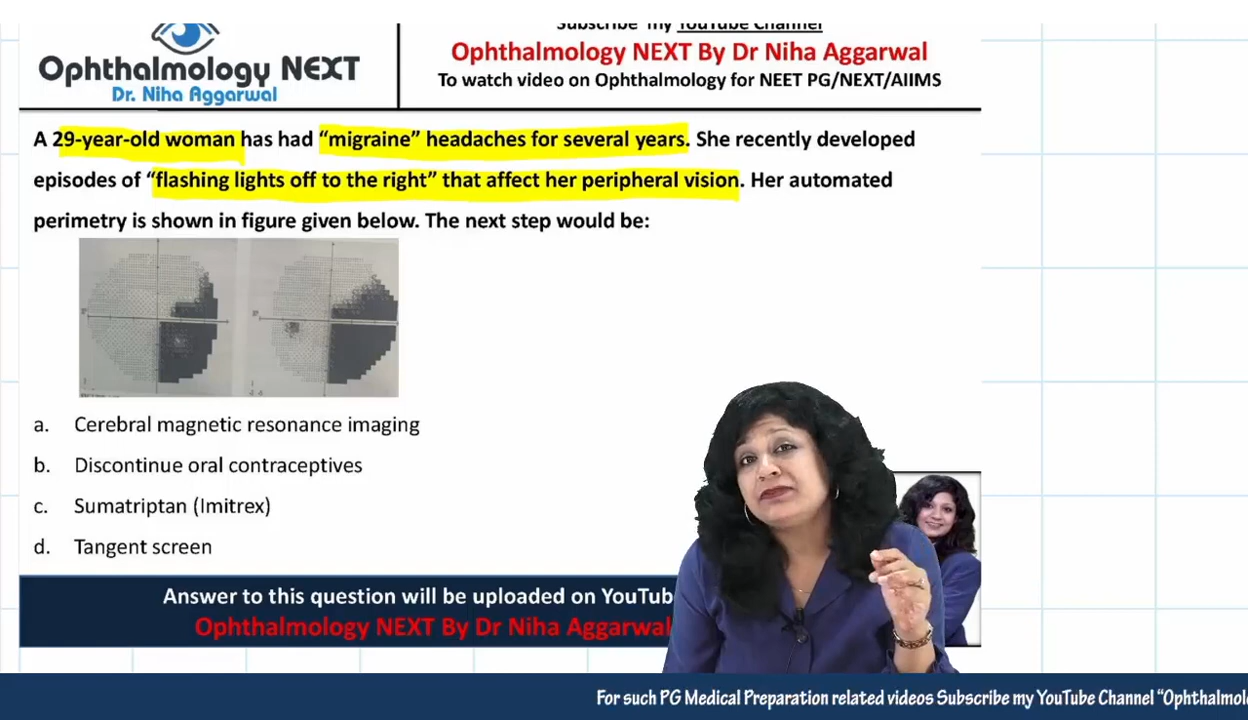 Subscribe my YouTube Channel
Ophthalmology NEXT
Dr. Niha Aggarwal
Ophthalmology NEXT By Dr Niha Aggarwal
To watch video on Ophthalmology for NEET PG/NEXT/AIIMS
A 29-year-old woman has had “migraine” headaches for several years. She recently developed
episodes of “flashing lights off to the right” that affect her peripheral vision. Her automated
perimetry is shown in figure given below. The next step would be:
a. Cerebral magnetic resonance imaging
b. Discontinue oral contraceptives
c. Sumatriptan (Imitrex)
d. Tangent screen
Answer to this question will be uploaded on YouTub
Ophthalmology NEXT By Dr Niha Aggarwal
For such PG Medical Preparation related videos Subscribe my YouTube Channel “Ophthalmol